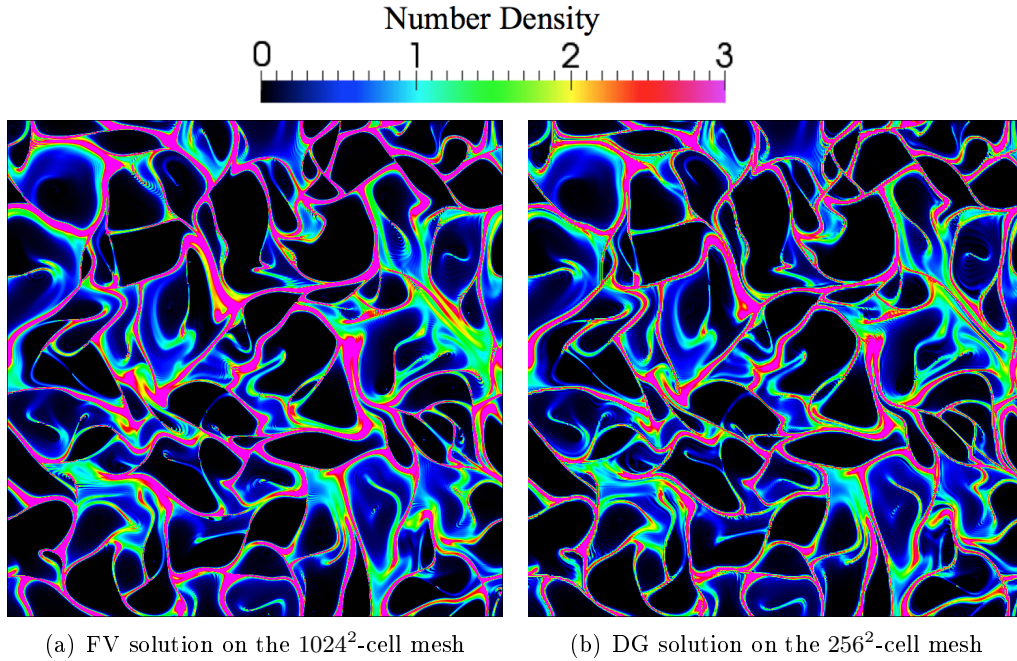 Number Density
0 1 2 3
(a) FV solution on the 1024²-cell mesh
(b) DG solution on the 256²-cell mesh